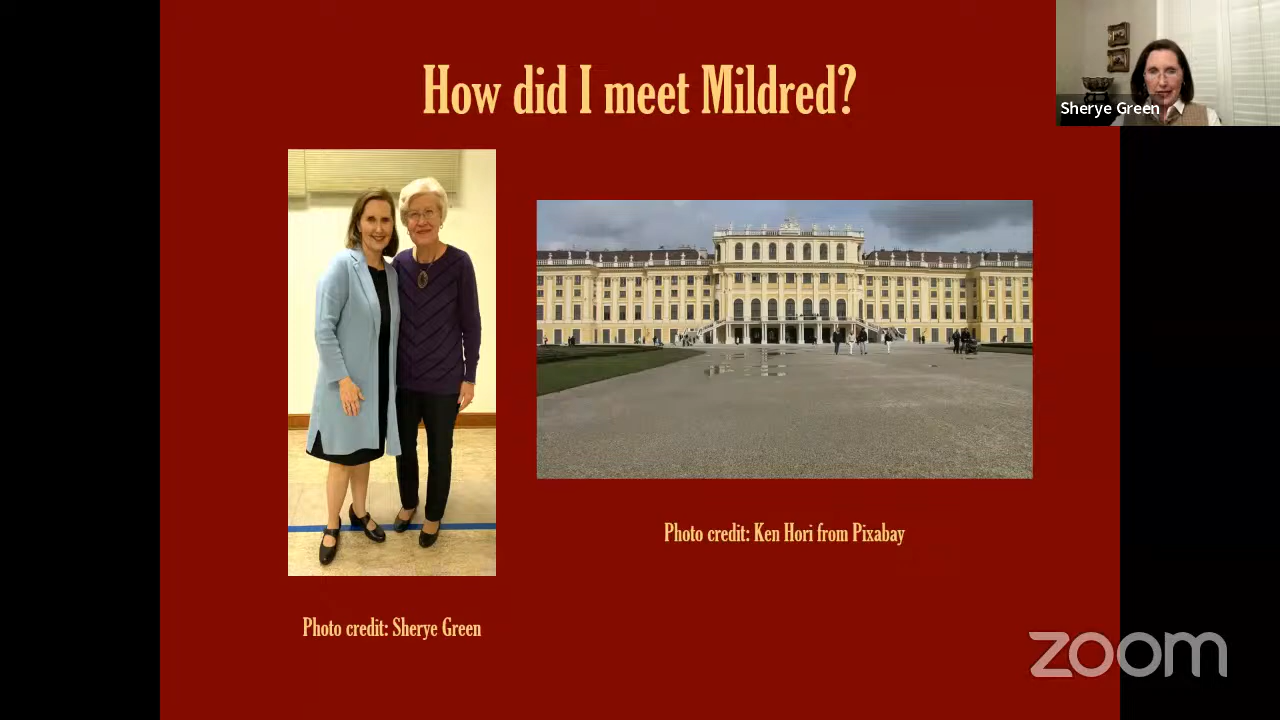 How did I meet Mildred?
Sherye Green
Photo credit: Ken Hori from Pixabay
Photo credit: Sherye Green
zoom